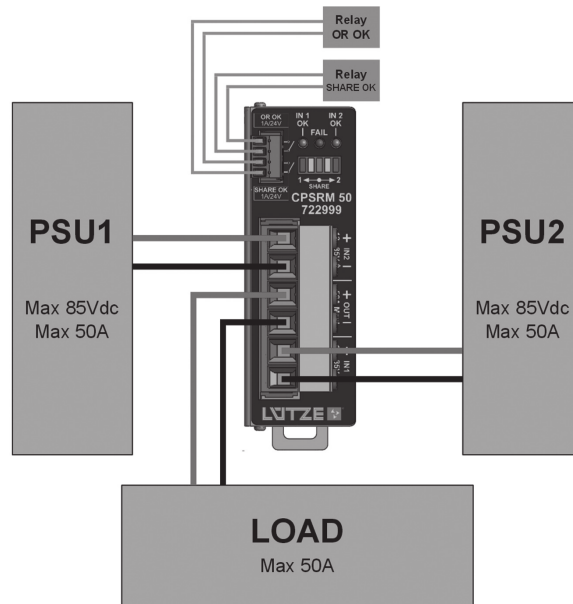 Relay
OR OK
Relay
SHARE OK
OR OK
1A/24V
IN 1
OK
FAIL
IN 2
OK
1
2
SHARE
SHARE OK
1A/24V
CPSRM 50
722999
PSU1
Max 85Vdc
Max 50A
PSU2
Max 85Vdc
Max 50A
+ IN2 –
+ OUT –
IN1
LÜTZE
LOAD
Max 50A